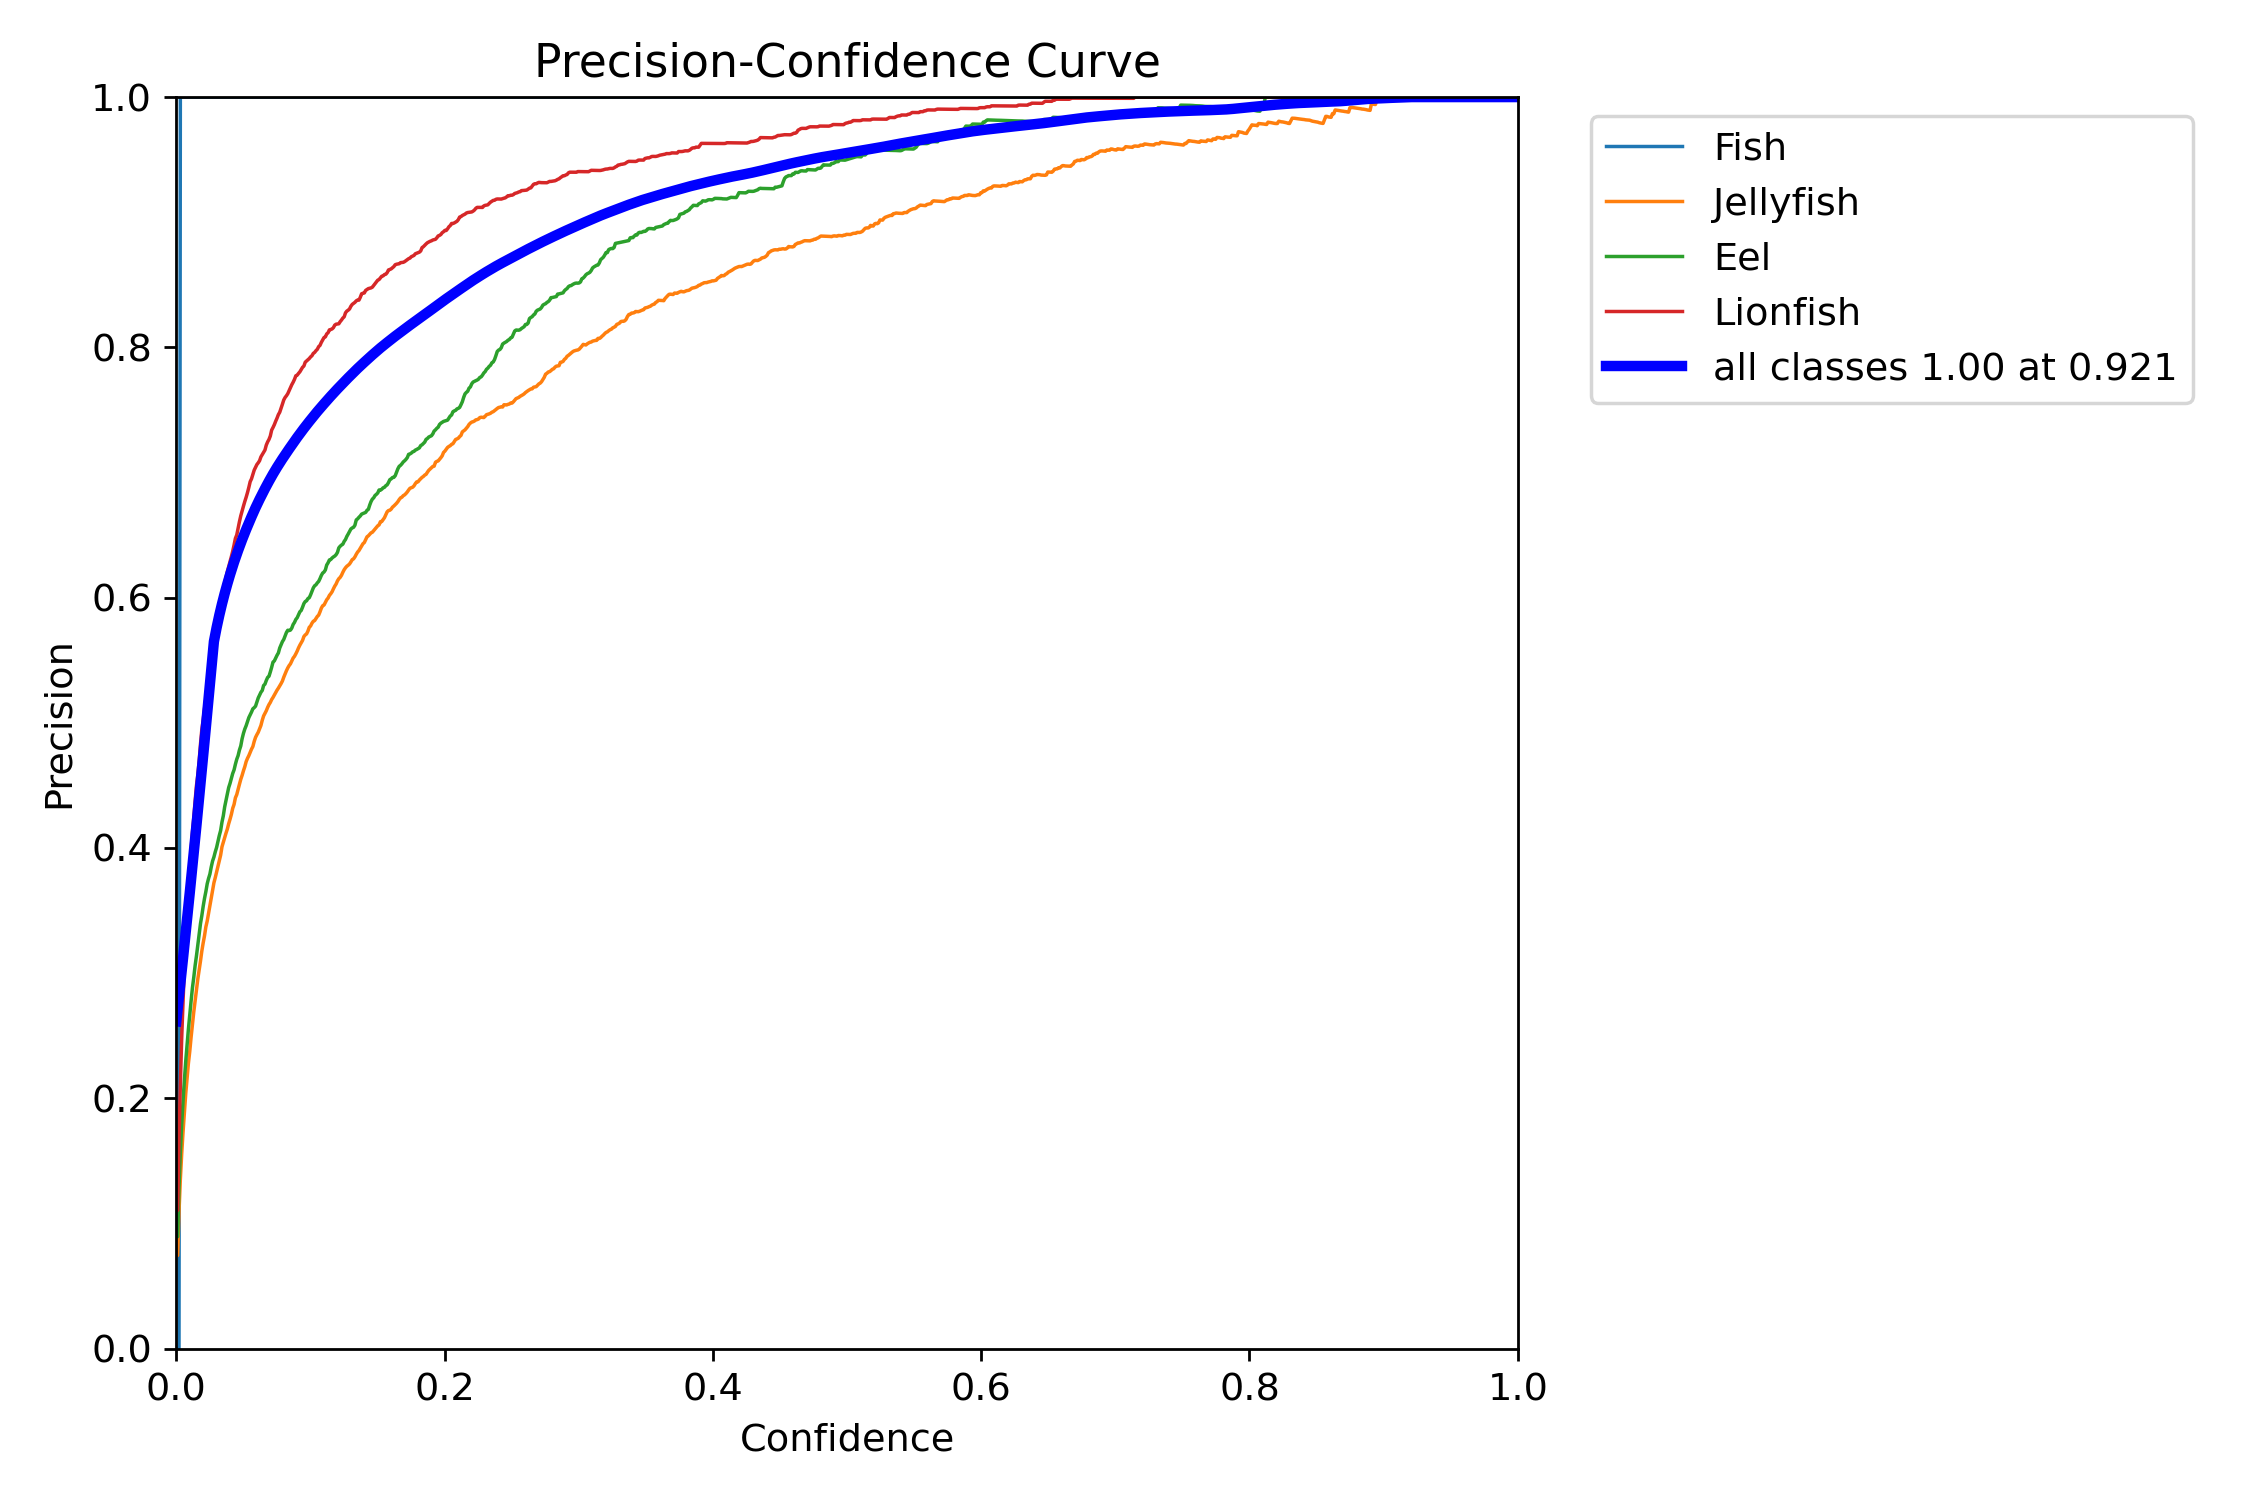 Precision-Confidence Curve
1.0
0.8
0.6
0.4
0.2
0.0
Precision
0.0 0.2 0.4 0.6 0.8 1.0
Confidence
Fish
Jellyfish
Eel
Lionfish
all classes 1.00 at 0.921